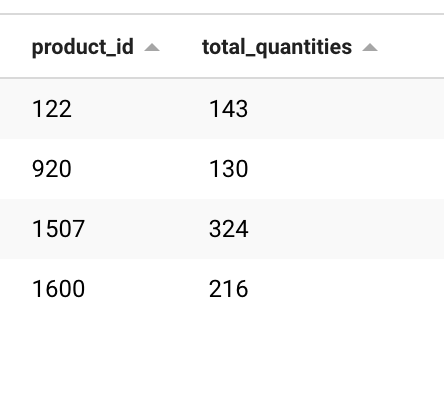 product_id total_quantities
122 143
920 130
1507 324
1600 216